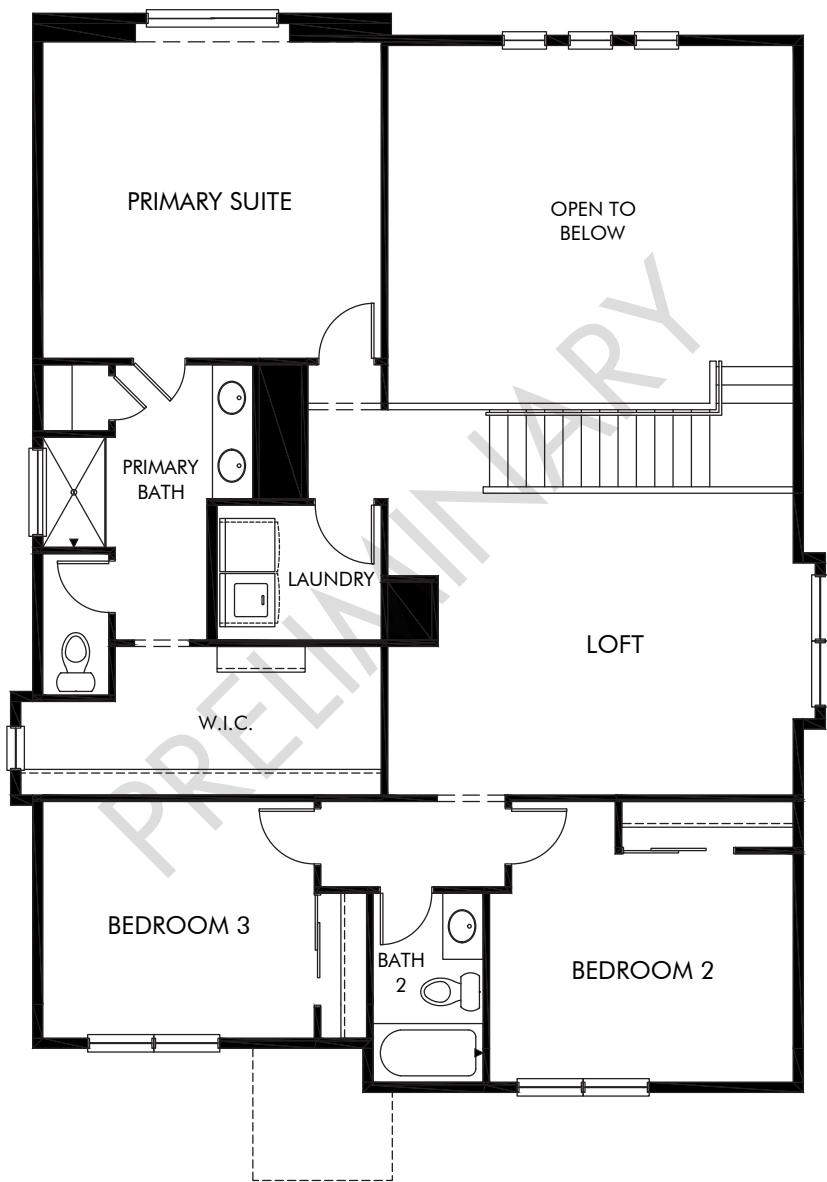 PRIMARY SUITE
OPEN TO
BELOW
PRIMARY
BATH
LAUNDRY
LOFT
W.I.C.
BEDROOM 3
BATH
2
BEDROOM 2
PRELIMINARY